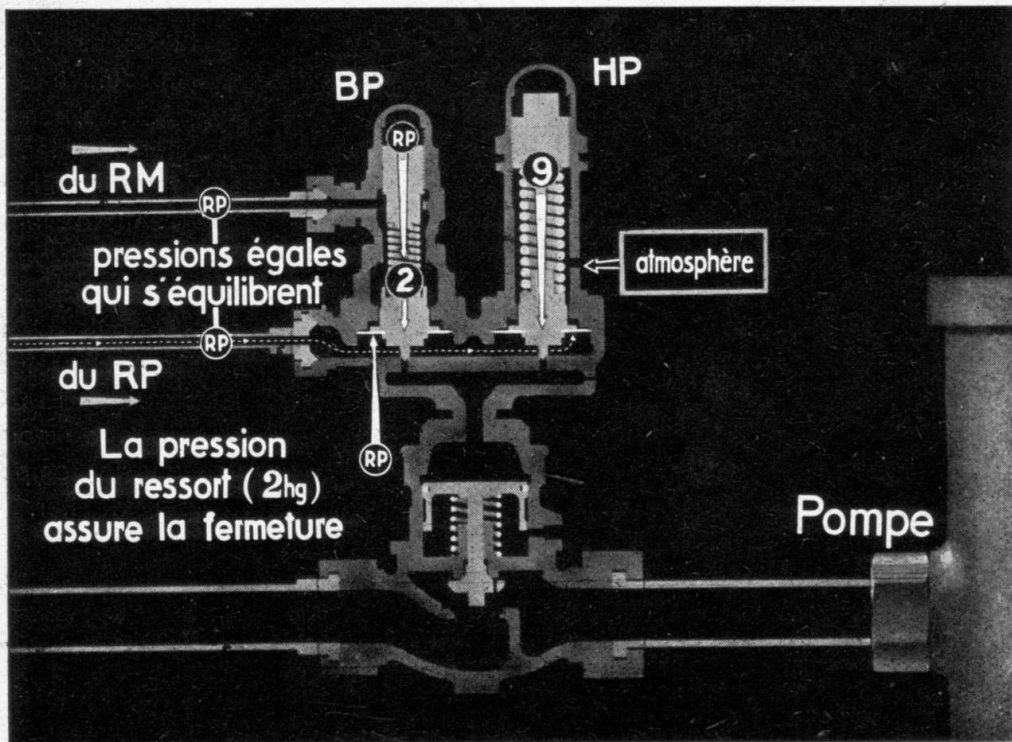 BP
HP
RP
9
du RM
RP
pressions égales
qui s'équilibrent
2
atmosphère
RP
du RP
La pression
du ressort (2hg)
assure la fermeture
RP
Pompe